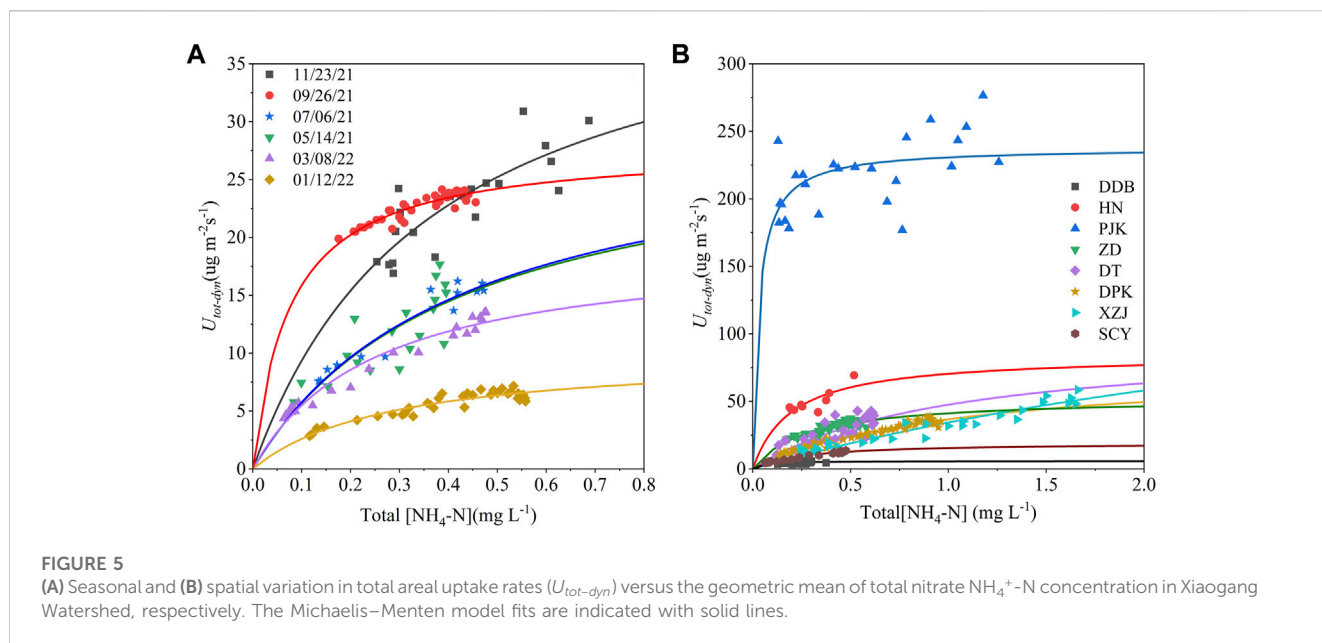 A
35
30
25
20
15
10
5
0
0.0 0.1 0.2 0.3 0.4 0.5 0.6 0.7 0.8
U_tot-dyn(ug m⁻²s⁻¹)
Total [NH₄-N](mg L⁻¹)
11/23/21
09/26/21
07/06/21
05/14/21
03/08/22
01/12/22
B
300
250
200
150
100
50
0
0.0 0.5 1.0 1.5 2.0
U_tot-dyn(ug m⁻²s⁻¹)
Total[NH₄-N] (mg L⁻¹)
DDB
HN
PJK
ZD
DT
DPK
XZJ
SCY
FIGURE 5
(A) Seasonal and (B) spatial variation in total areal uptake rates (U_tot–dyn) versus the geometric mean of total nitrate NH₄⁺-N concentration in Xiaogang
Watershed, respectively. The Michaelis–Menten model fits are indicated with solid lines.